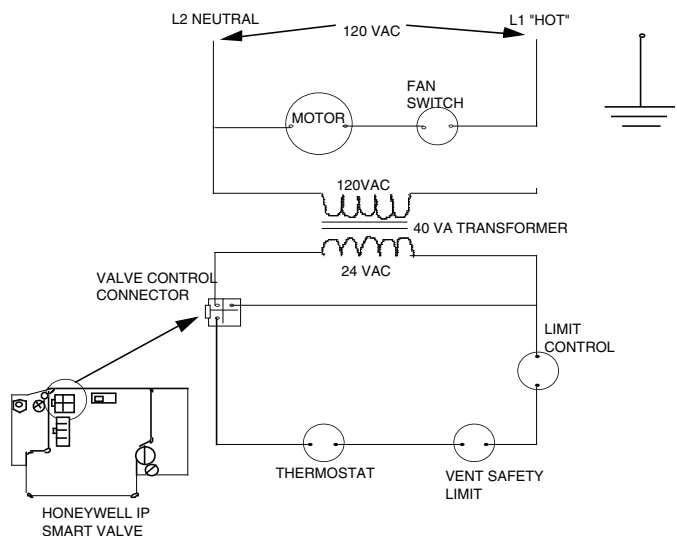 L2 NEUTRAL
120 VAC
L1 "HOT"
MOTOR
FAN
SWITCH
120VAC
40 VA TRANSFORMER
24 VAC
VALVE CONTROL
CONNECTOR
LIMIT
CONTROL
THERMOSTAT
VENT SAFETY
LIMIT
HONEYWELL IP
SMART VALVE